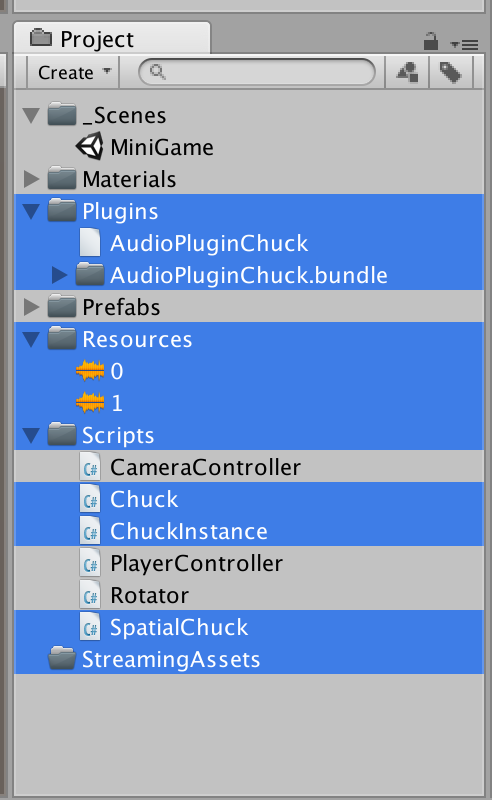 Project
Create
_Scenes
MiniGame
Materials
Plugins
AudioPluginChuck
AudioPluginChuck.bundle
Prefabs
Resources
0
1
Scripts
CameraController
Chuck
ChuckInstance
PlayerController
Rotator
SpatialChuck
StreamingAssets